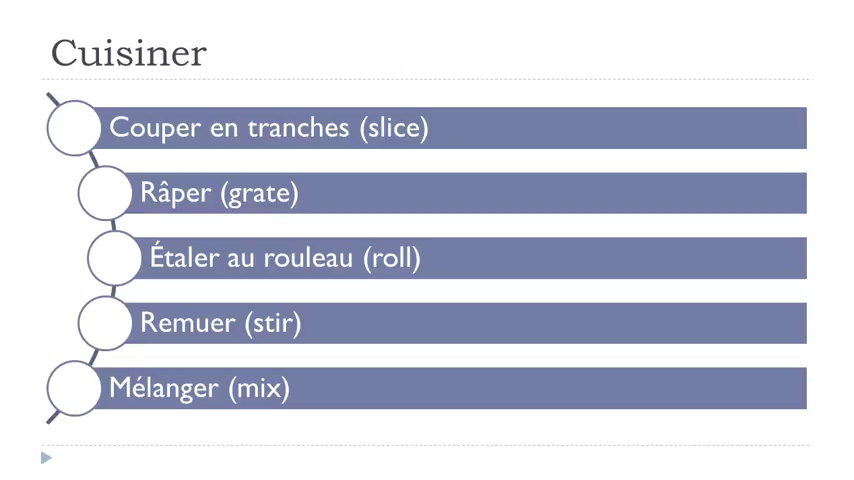 Cuisiner
Couper en tranches (slice)
Râper (grate)
Étaler au rouleau (roll)
Remuer (stir)
Mélanger (mix)